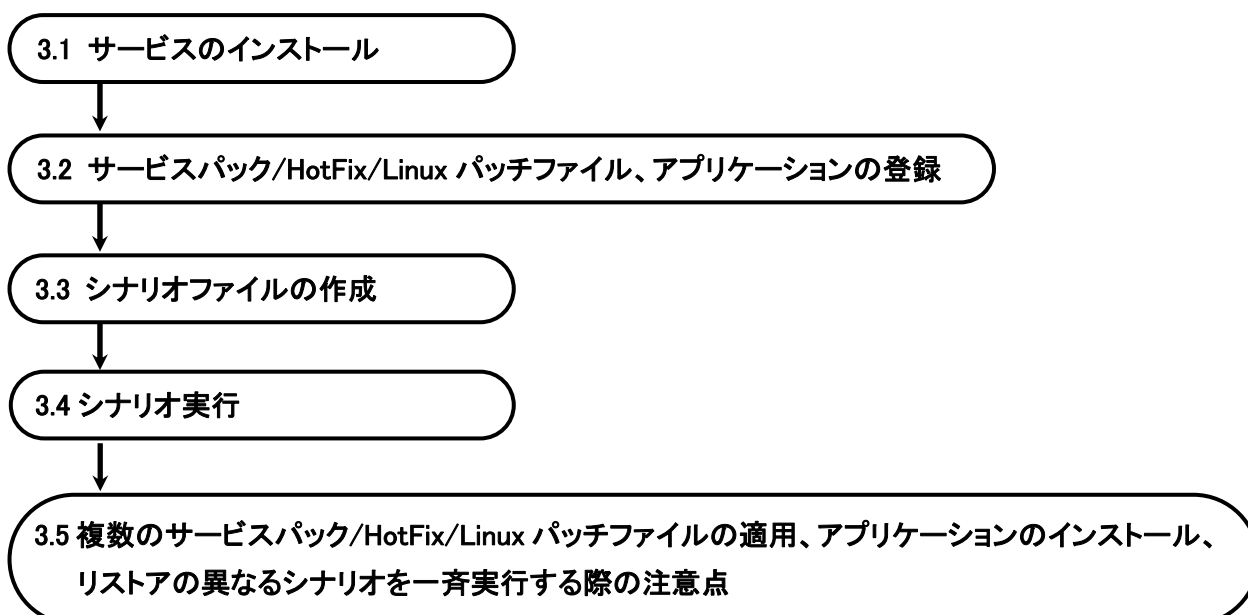 3.1 サービスのインストール
3.2 サービスパック/HotFix/Linux パッチファイル、アプリケーションの登録
3.3 シナリオファイルの作成
3.4 シナリオ実行
3.5 複数のサービスパック/HotFix/Linux パッチファイルの適用、アプリケーションのインストール、
リストアの異なるシナリオを一斉実行する際の注意点